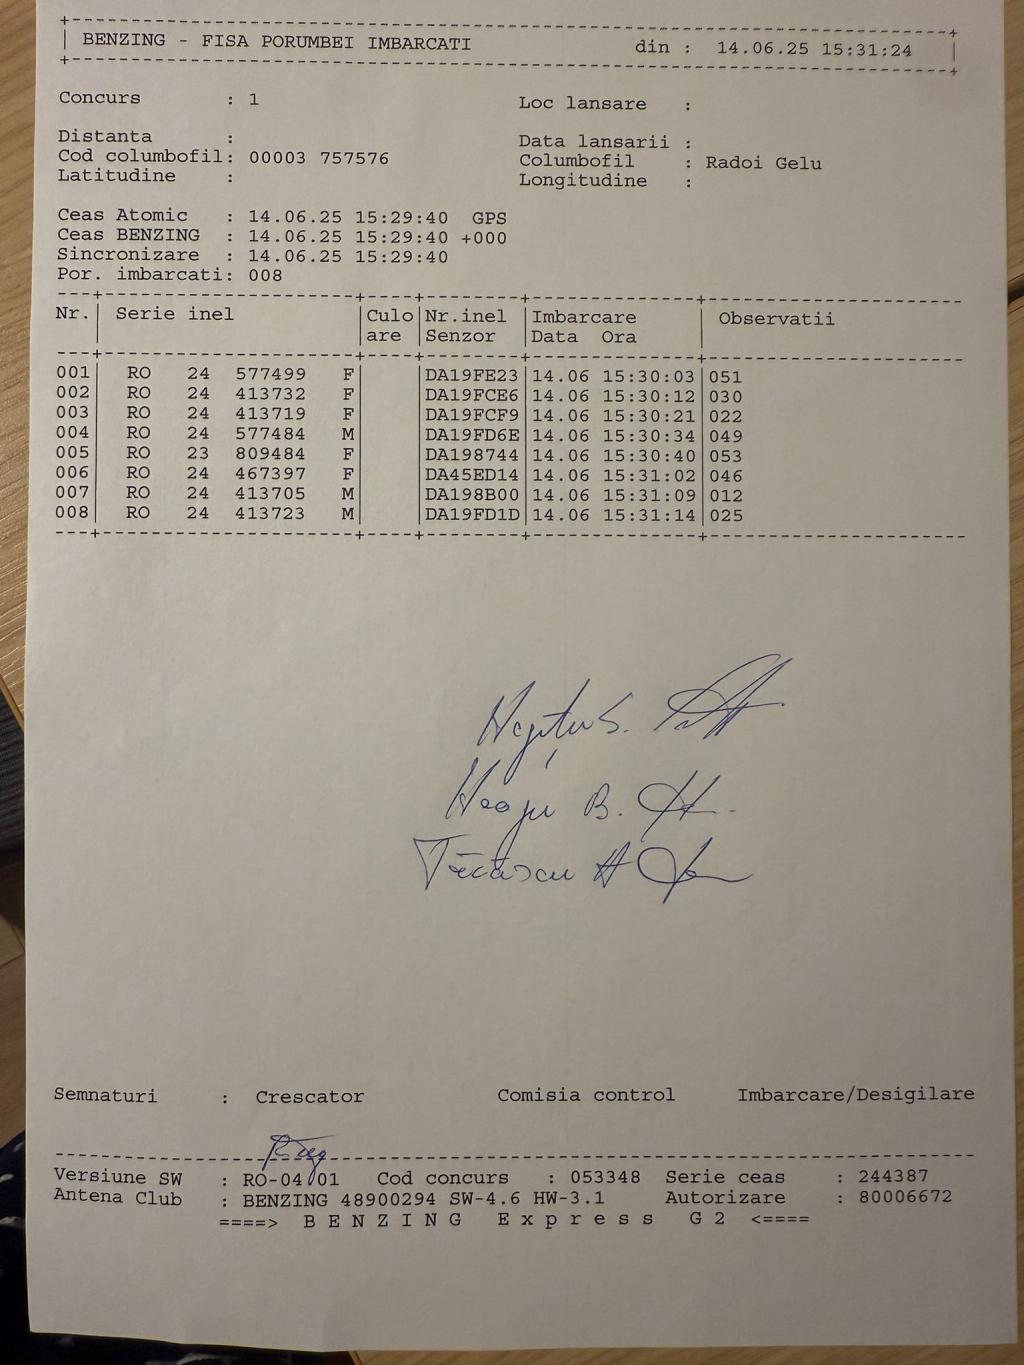 BENZING - FISA PORUMBEI IMBARCATI din : 14.06.25 15:31:24
Concurs : 1 Loc lansare :
Distanta : Data lansarii :
Cod columbofil: 00003 757576 Columbofil : Radoi Gelu
Latitudine : Longitudine :
Ceas Atomic : 14.06.25 15:29:40 GPS
Ceas BENZING : 14.06.25 15:29:40 +000
Sincronizare : 14.06.25 15:29:40
Por. imbarcati: 008
Nr. | Serie inel | Culo | Nr.inel | Imbarcare | Observatii
are | Senzor | Data Ora
001 | RO 24 577499 F | | DA19FE23 | 14.06 15:30:03 | 051
002 | RO 24 413732 F | | DA19FCE6 | 14.06 15:30:12 | 030
003 | RO 24 413719 F | | DA19FCF9 | 14.06 15:30:21 | 022
004 | RO 24 577484 M | | DA19FD6E | 14.06 15:30:34 | 049
005 | RO 23 809484 F | | DA198744 | 14.06 15:30:40 | 053
006 | RO 24 467397 F | | DA45ED14 | 14.06 15:31:02 | 046
007 | RO 24 413705 M | | DA198B00 | 14.06 15:31:09 | 012
008 | RO 24 413723 M | | DA19FD1D | 14.06 15:31:14 | 025
S.
B.
Semnaturi : Crescator Comisia control Imbarcare/Desigilare
Versiune SW : RO-04/01 Cod concurs : 053348 Serie ceas : 244387
Antena Club : BENZING 48900294 SW-4.6 HW-3.1 Autorizare : 80006672
====> B E N Z I N G E x p r e s s G 2 <====